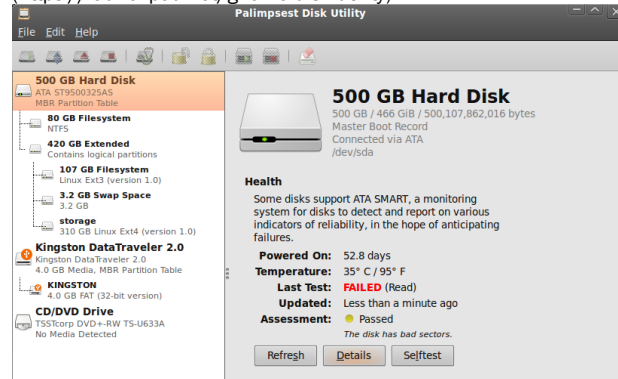 Palimpsest Disk Utility
File Edit Help
500 GB Hard Disk
ATA ST9500325AS
MBR Partition Table
80 GB Filesystem
NTFS
420 GB Extended
Contains logical partitions
107 GB Filesystem
Linux Ext3 (version 1.0)
3.2 GB Swap Space
3.2 GB
storage
310 GB Linux Ext4 (version 1.0)
Kingston DataTraveler 2.0
Kingston DataTraveler 2.0
4.0 GB Media, MBR Partition Table
KINGSTON
4.0 GB FAT (32-bit version)
CD/DVD Drive
TSSTcorp DVD+-RW TS-U633A
No Media Detected
500 GB Hard Disk
500 GB / 466 GiB / 500,107,862,016 bytes
Master Boot Record
Connected via ATA
/dev/sda
Health
Some disks support ATA SMART, a monitoring
system for disks to detect and report on various
indicators of reliability, in the hope of anticipating
failures.
Powered On: 52.8 days
Temperature: 35° C / 95° F
Last Test: FAILED (Read)
Updated: Less than a minute ago
Assessment: Passed
The disk has bad sectors.
Refresh Details Selftest